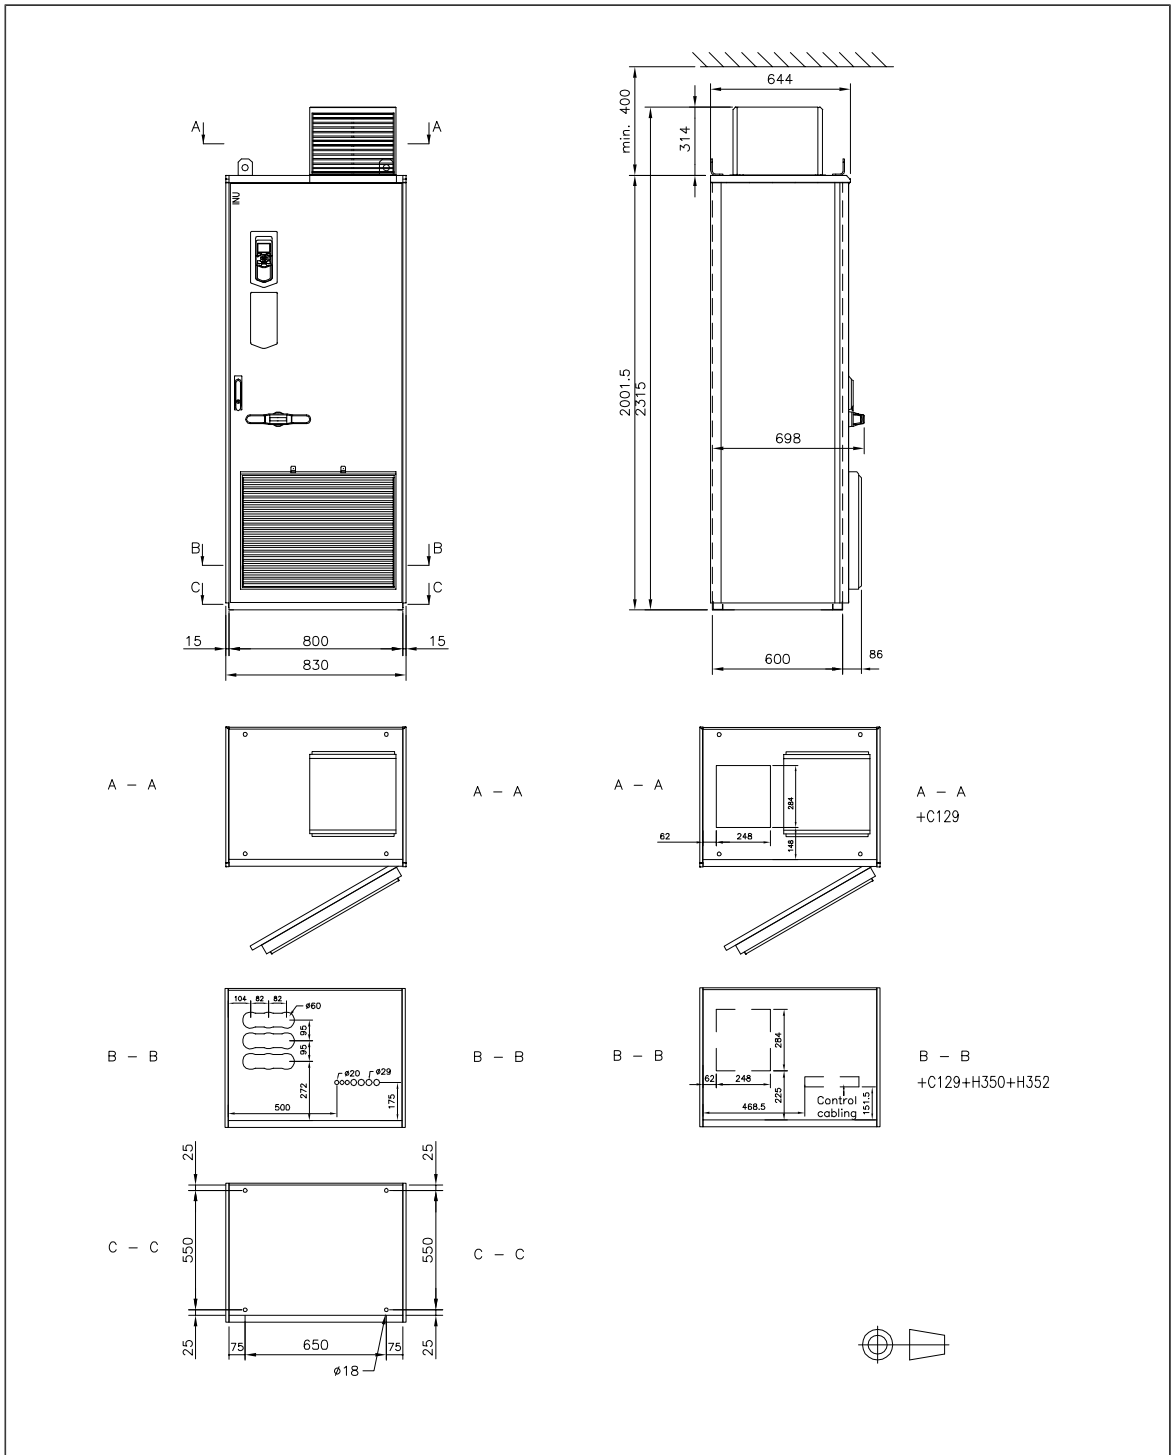 644
min. 400
314
A
A
INU
2001.5
2315
698
B
B
C
C
15
800
15
830
600
86
A – A
A – A
A – A
284
62
248
148
A – A
+C129
104
82
82
ø60
95
95
ø20
ø29
272
500
175
B – B
B – B
B – B
284
62
248
225
Control
cabling
468.5
151.5
B – B
+C129+H350+H352
25
25
C – C
550
550
C – C
25
75
650
75
25
ø18